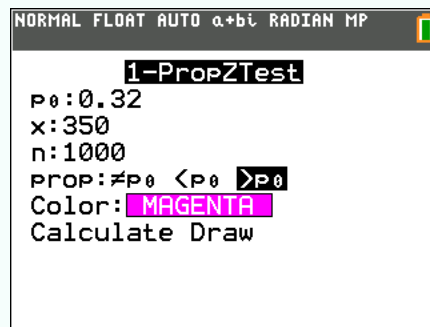 NORMAL FLOAT AUTO a+bi RADIAN MP
1-PropZTest
p₀:0.32
x:350
n:1000
prop:≠p₀ <p₀ >p₀
Color: MAGENTA
Calculate Draw